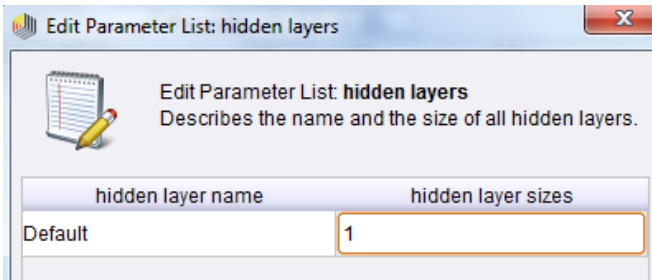 Edit Parameter List: hidden layers
Edit Parameter List: hidden layers
Describes the name and the size of all hidden layers.
hidden layer name hidden layer sizes
Default 1